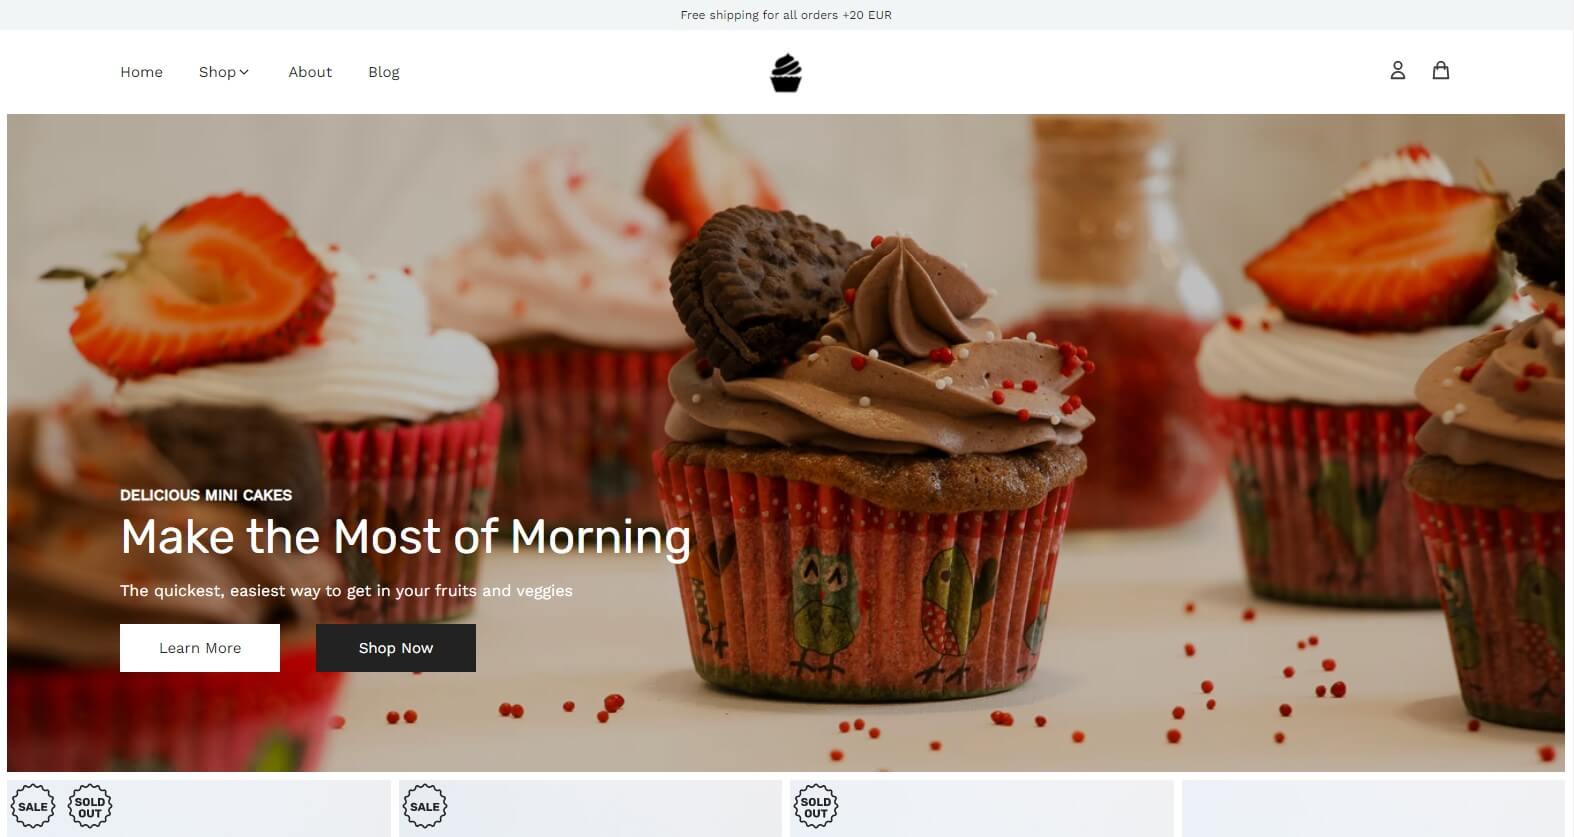 Free shipping for all orders +20 EUR
Home
Shop
About
Blog
DELICIOUS MINI CAKES
Make the Most of Morning
The quickest, easiest way to get in your fruits and veggies
Learn More
Shop Now
SALE
SOLD
OUT
SALE
SOLD
OUT